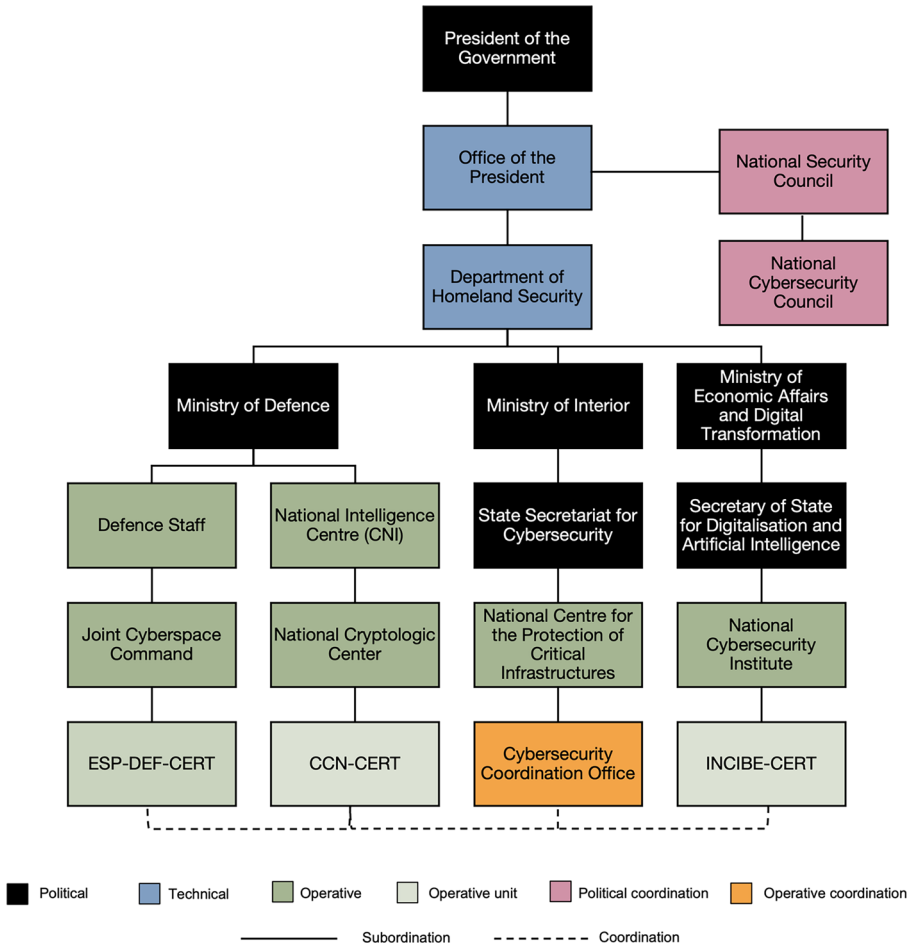 President of the
Government
Office of the
President
National Security
Council
Department of
Homeland Security
National
Cybersecurity
Council
Ministry of Defence
Ministry of Interior
Ministry of
Economic Affairs
and Digital
Transformation
Defence Staff
National Intelligence
Centre (CNI)
State Secretariat for
Cybersecurity
Secretary of State
for Digitalisation and
Artificial Intelligence
Joint Cyberspace
Command
National Cryptologic
Center
National Centre for
the Protection of
Critical
Infrastructures
National
Cybersecurity
Institute
ESP-DEF-CERT
CCN-CERT
Cybersecurity
Coordination Office
INCIBE-CERT
Political
Technical
Operative
Operative unit
Political coordination
Operative coordination
Subordination
Coordination